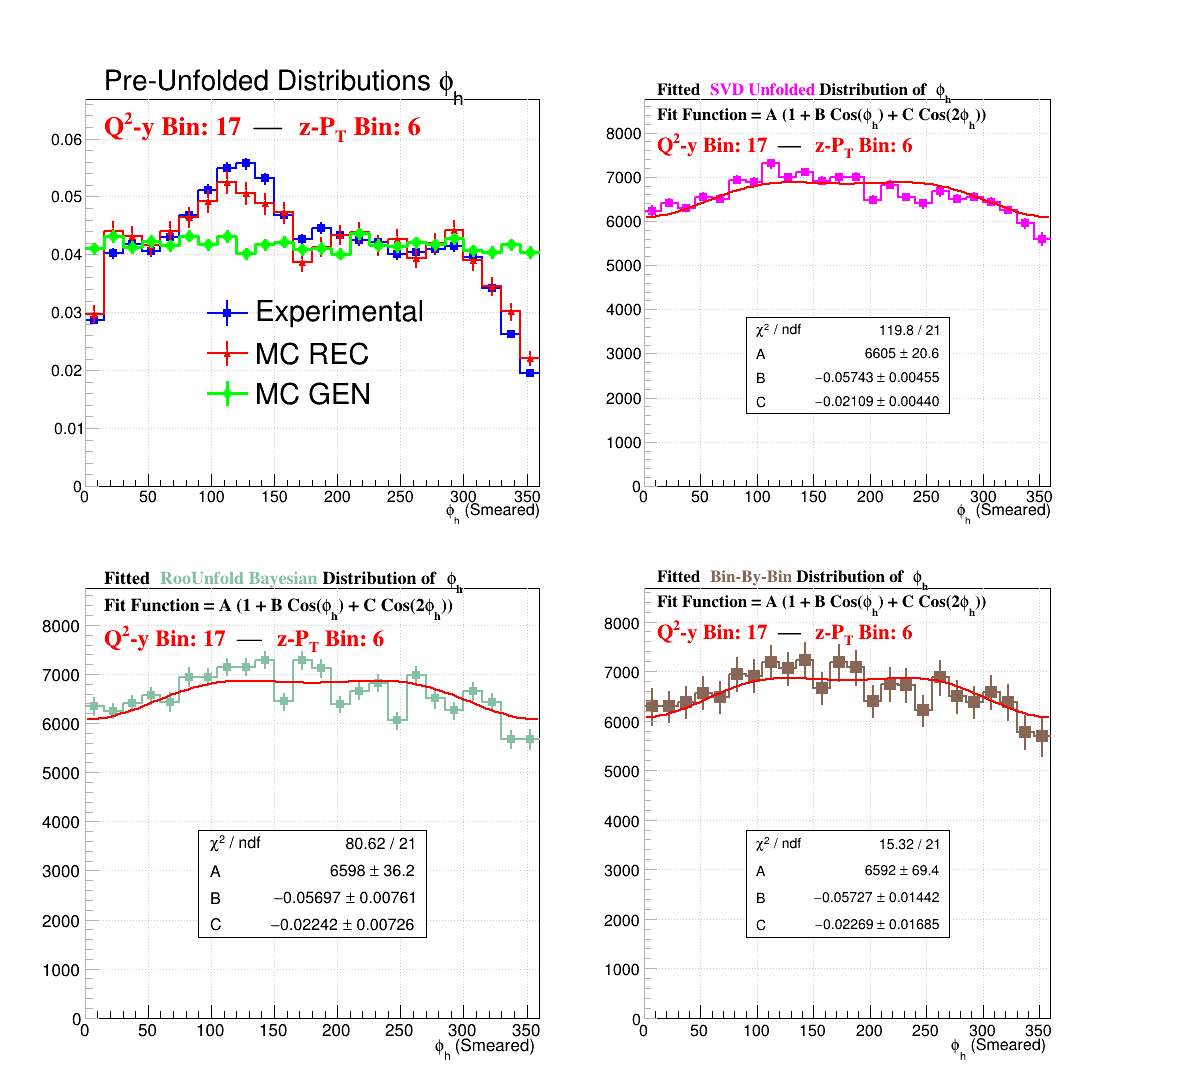 Pre-Unfolded Distributions ϕh
Q²-y Bin: 17 — z-PT Bin: 6
0.06
0.05
0.04
0.03
0.02
0.01
0
Experimental
MC REC
MC GEN
0 50 100 150 200 250 300 350
ϕh (Smeared)
Fitted SVD Unfolded Distribution of ϕh
Fit Function = A (1 + B Cos(ϕh) + C Cos(2ϕh))
Q²-y Bin: 17 — z-PT Bin: 6
8000
7000
6000
5000
4000
3000
2000
1000
0
χ² / ndf 119.8 / 21
A 6605 ± 20.6
B −0.05743 ± 0.00455
C −0.02109 ± 0.00440
0 50 100 150 200 250 300 350
ϕh (Smeared)
Fitted RooUnfold Bayesian Distribution of ϕh
Fit Function = A (1 + B Cos(ϕh) + C Cos(2ϕh))
Q²-y Bin: 17 — z-PT Bin: 6
8000
7000
6000
5000
4000
3000
2000
1000
0
χ² / ndf 80.62 / 21
A 6598 ± 36.2
B −0.05697 ± 0.00761
C −0.02242 ± 0.00726
0 50 100 150 200 250 300 350
ϕh (Smeared)
Fitted Bin-By-Bin Distribution of ϕh
Fit Function = A (1 + B Cos(ϕh) + C Cos(2ϕh))
Q²-y Bin: 17 — z-PT Bin: 6
8000
7000
6000
5000
4000
3000
2000
1000
0
χ² / ndf 15.32 / 21
A 6592 ± 69.4
B −0.05727 ± 0.01442
C −0.02269 ± 0.01685
0 50 100 150 200 250 300 350
ϕh (Smeared)